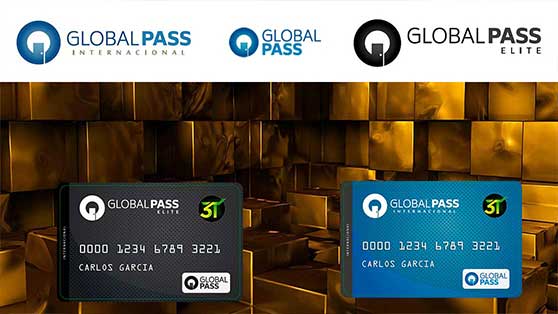 GLOBALPASS
INTERNACIONAL
GLOBAL
PASS
GLOBALPASS
ELITE
GLOBALPASS
ELITE
3T
INTERNACIONAL
0000 1234 6789 3221
CARLOS GARCIA
GLOBAL
PASS
GLOBALPASS
INTERNACIONAL
3T
0000 1234 6789 3221
CARLOS GARCIA
GLOBAL
PASS